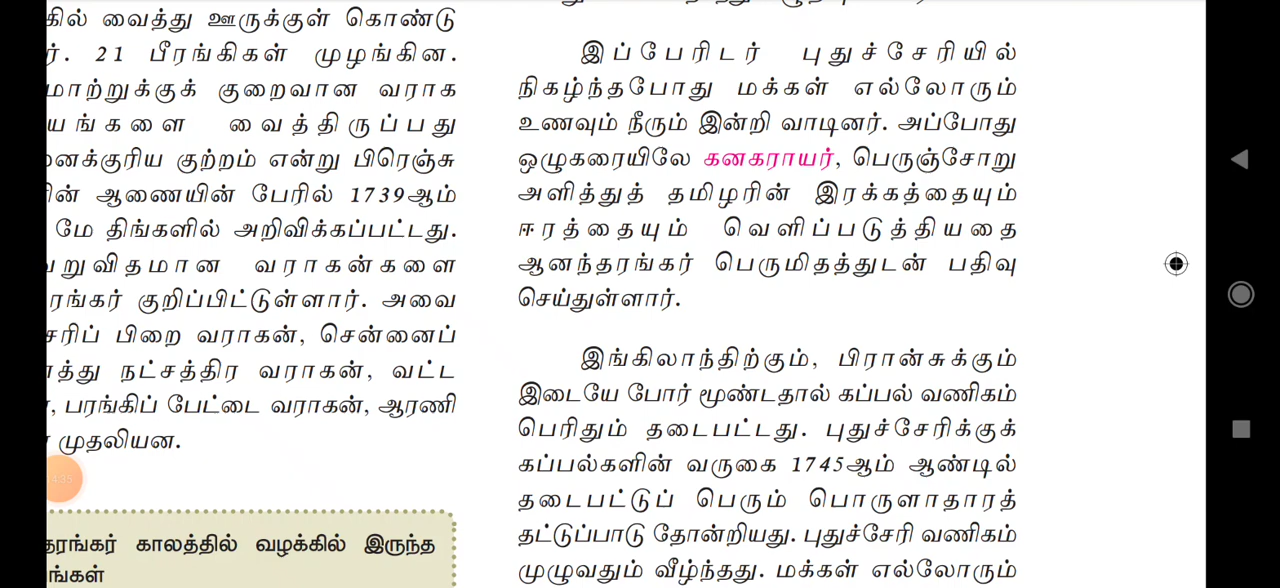 கில் வைத்து ஊருக்குள் கொண்டு
ர். 21 பீரங்கிகள் முழங்கின.
மாற்றுக்குக் குறைவான வராக
யங்களை வைத்திருப்பது
னக்குரிய குற்றம் என்று பிரெஞ்சு
ின் ஆணையின் பேரில் 1739ஆம்
மே திங்களில் அறிவிக்கப்பட்டது.
வறுவிதமான வராகன்களை
ரங்கர் குறிப்பிட்டுள்ளார். அவை
சரிப் பிறை வராகன், சென்னைப்
த்து நட்சத்திர வராகன், வட்ட
, பரங்கிப் பேட்டை வராகன், ஆரணி
முதலியன.
14:35
தரங்கர் காலத்தில் வழக்கில் இருந்த
ங்கள்
இப்பேரிடர் புதுச்சேரியில்
நிகழ்ந்தபோது மக்கள் எல்லோரும்
உணவும் நீரும் இன்றி வாடினர். அப்போது
ஒழுகரையிலே கனகராயர், பெருஞ்சோறு
அளித்துத் தமிழரின் இரக்கத்தையும்
ஈரத்தையும் வெளிப்படுத்தியதை
ஆனந்தரங்கர் பெருமிதத்துடன் பதிவு
செய்துள்ளார்.
இங்கிலாந்திற்கும், பிரான்சுக்கும்
இடையே போர் மூண்டதால் கப்பல் வணிகம்
பெரிதும் தடைபட்டது. புதுச்சேரிக்குக்
கப்பல்களின் வருகை 1745ஆம் ஆண்டில்
தடைபட்டுப் பெரும் பொருளாதாரத்
தட்டுப்பாடு தோன்றியது. புதுச்சேரி வணிகம்
முழுவதும் வீழ்ந்தது. மக்கள் எல்லோரும்